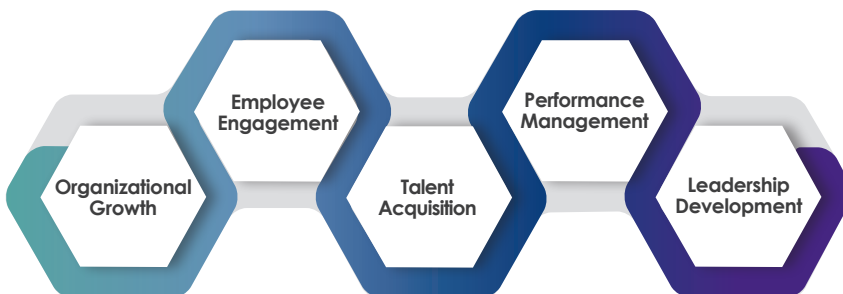 Organizational
Growth
Employee
Engagement
Talent
Acquisition
Performance
Management
Leadership
Development